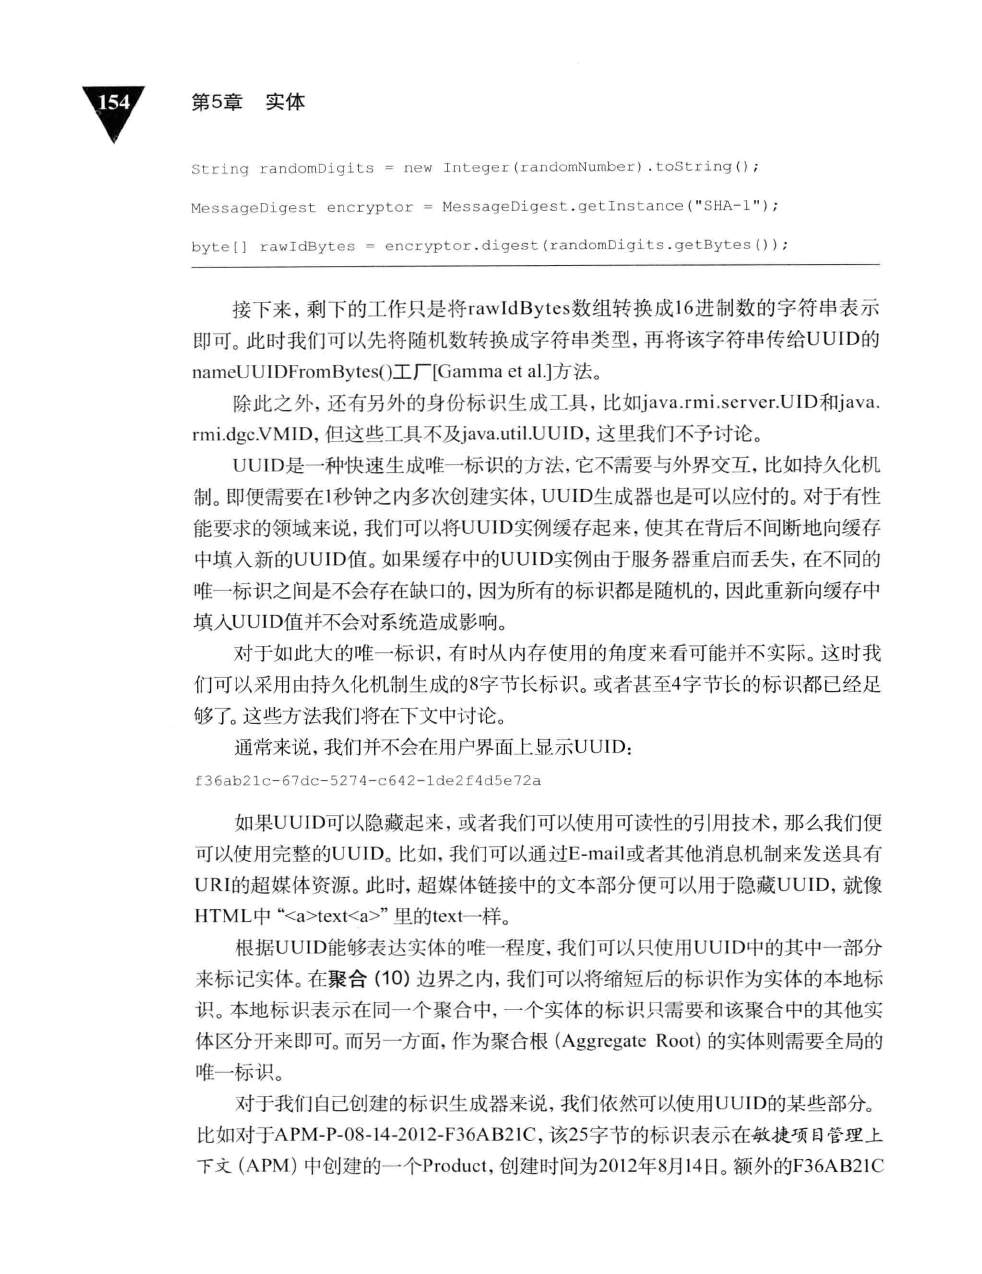 154
第5章 实体
String randomDigits = new Integer(randomNumber).toString();
MessageDigest encryptor = MessageDigest.getInstance("SHA-1");
byte[] rawIdBytes = encryptor.digest(randomDigits.getBytes());
接下来，剩下的工作只是将rawIdBytes数组转换成16进制数的字符串表示
即可。此时我们可以先将随机数转换成字符串类型，再将该字符串传给UUID的
nameUUIDFromBytes()工厂[Gamma et al.]方法。
除此之外，还有另外的身份标识生成工具，比如java.rmi.server.UID和java.
rmi.dgc.VMID，但这些工具不及java.util.UUID，这里我们不予讨论。
UUID是一种快速生成唯一标识的方法，它不需要与外界交互，比如持久化机
制。即便需要在1秒钟之内多次创建实体，UUID生成器也是可以应付的。对于有性
能要求的领域来说，我们可以将UUID实例缓存起来，使其在背后不间断地向缓存
中填入新的UUID值。如果缓存中的UUID实例由于服务器重启而丢失，在不同的
唯一标识之间是不会存在缺口的，因为所有的标识都是随机的，因此重新向缓存中
填入UUID值并不会对系统造成影响。
对于如此大的唯一标识，有时从内存使用的角度来看可能并不实际。这时我
们可以采用由持久化机制生成的8字节长标识。或者甚至4字节长的标识都已经足
够了。这些方法我们将在下文中讨论。
通常来说，我们并不会在用户界面上显示UUID：
f36ab21c-67dc-5274-c642-1de2f4d5e72a
如果UUID可以隐藏起来，或者我们可以使用可读性的引用技术，那么我们便
可以使用完整的UUID。比如，我们可以通过E-mail或者其他消息机制来发送具有
URI的超媒体资源。此时，超媒体链接中的文本部分便可以用于隐藏UUID，就像
HTML中“<a>text<a>”里的text一样。
根据UUID能够表达实体的唯一程度，我们可以只使用UUID中的其中一部分
来标记实体。在聚合（10）边界之内，我们可以将缩短后的标识作为实体的本地标
识。本地标识表示在同一个聚合中，一个实体的标识只需要和该聚合中的其他实
体区分开来即可。而另一方面，作为聚合根（Aggregate Root）的实体则需要全局的
唯一标识。
对于我们自己创建的标识生成器来说，我们依然可以使用UUID的某些部分。
比如对于APM-P-08-14-2012-F36AB21C，该25字节的标识表示在敏捷项目管理上
下文（APM）中创建的一个Product，创建时间为2012年8月14日。额外的F36AB21C